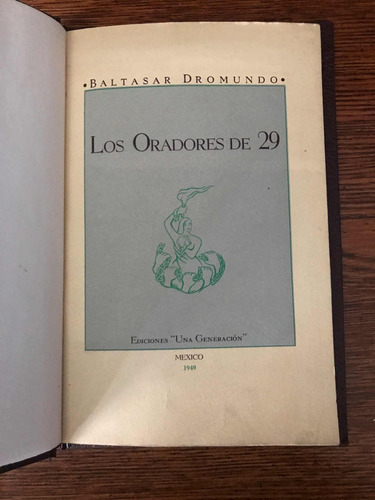 •BALTASAR DROMUNDO•
LOS ORADORES DE 29
EDICIONES "UNA GENERACIÓN"
MEXICO
1949